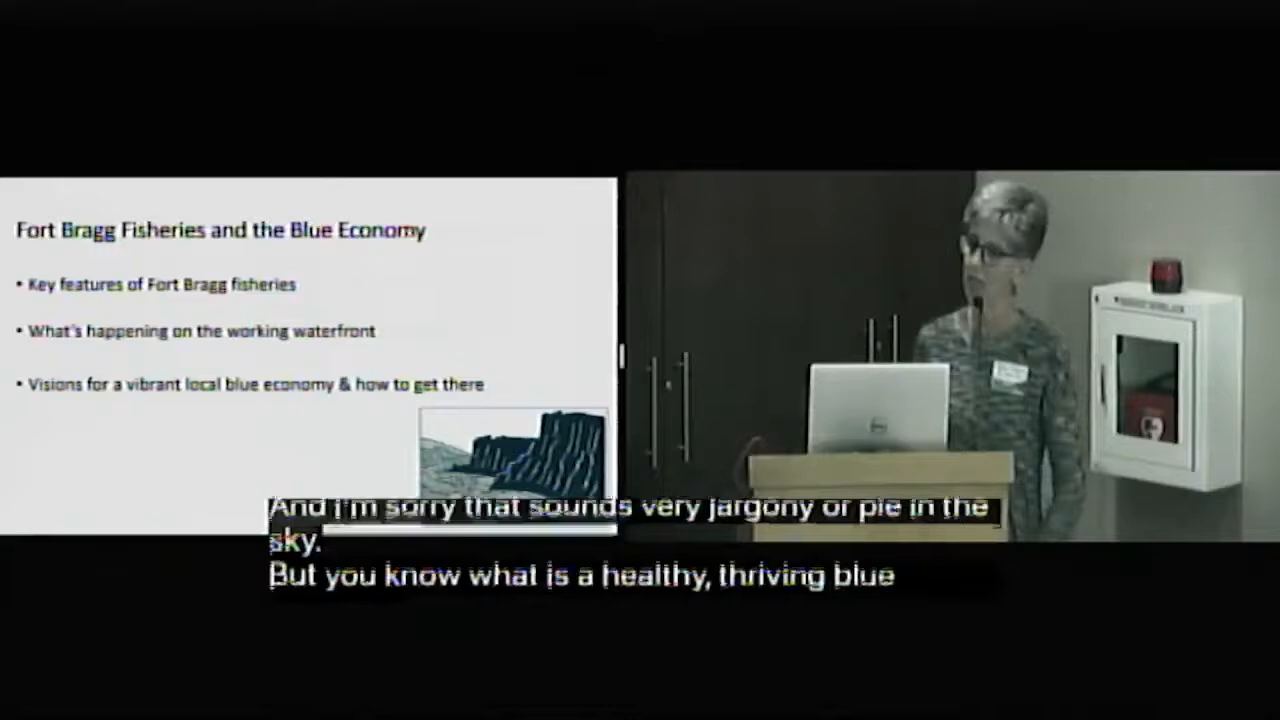 Fort Bragg Fisheries and the Blue Economy
• Key features of Fort Bragg fisheries
• What's happening on the working waterfront
• Visions for a vibrant local blue economy & how to get there
And I'm sorry that sounds very jargony or pie in the
sky.
But you know what is a healthy, thriving blue
DELL